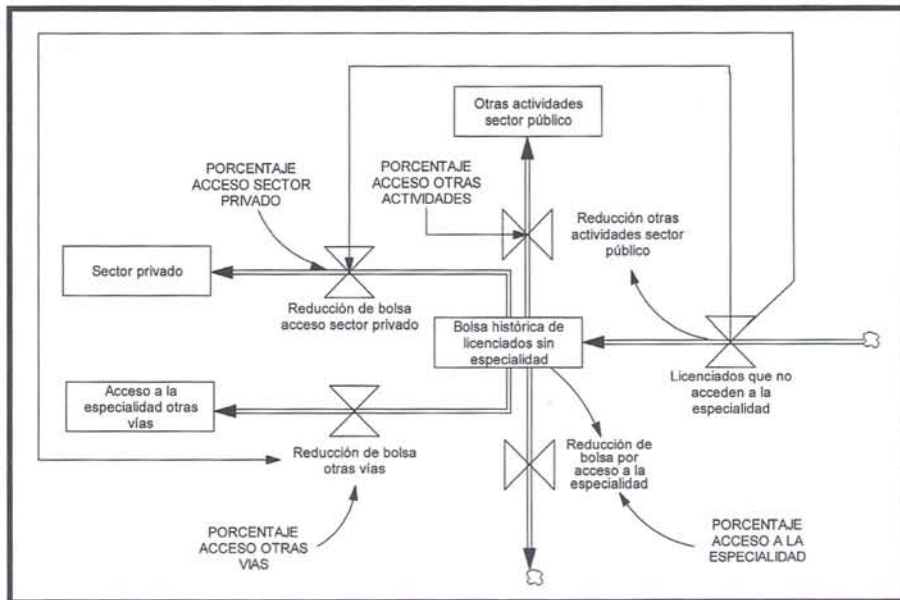 Otras actividades
sector público
PORCENTAJE
ACCESO SECTOR
PRIVADO
PORCENTAJE
ACCESO OTRAS
ACTIVIDADES
Reducción otras
actividades sector
público
Sector privado
Reducción de bolsa
acceso sector privado
Bolsa histórica de
licenciados sin
especialidad
Licenciados que no
acceden a la
especialidad
Acceso a la
especialidad otras
vías
Reducción de bolsa
otras vías
Reducción de
bolsa por
acceso a la
especialidad
PORCENTAJE
ACCESO OTRAS
VIAS
PORCENTAJE
ACCESO A LA
ESPECIALIDAD